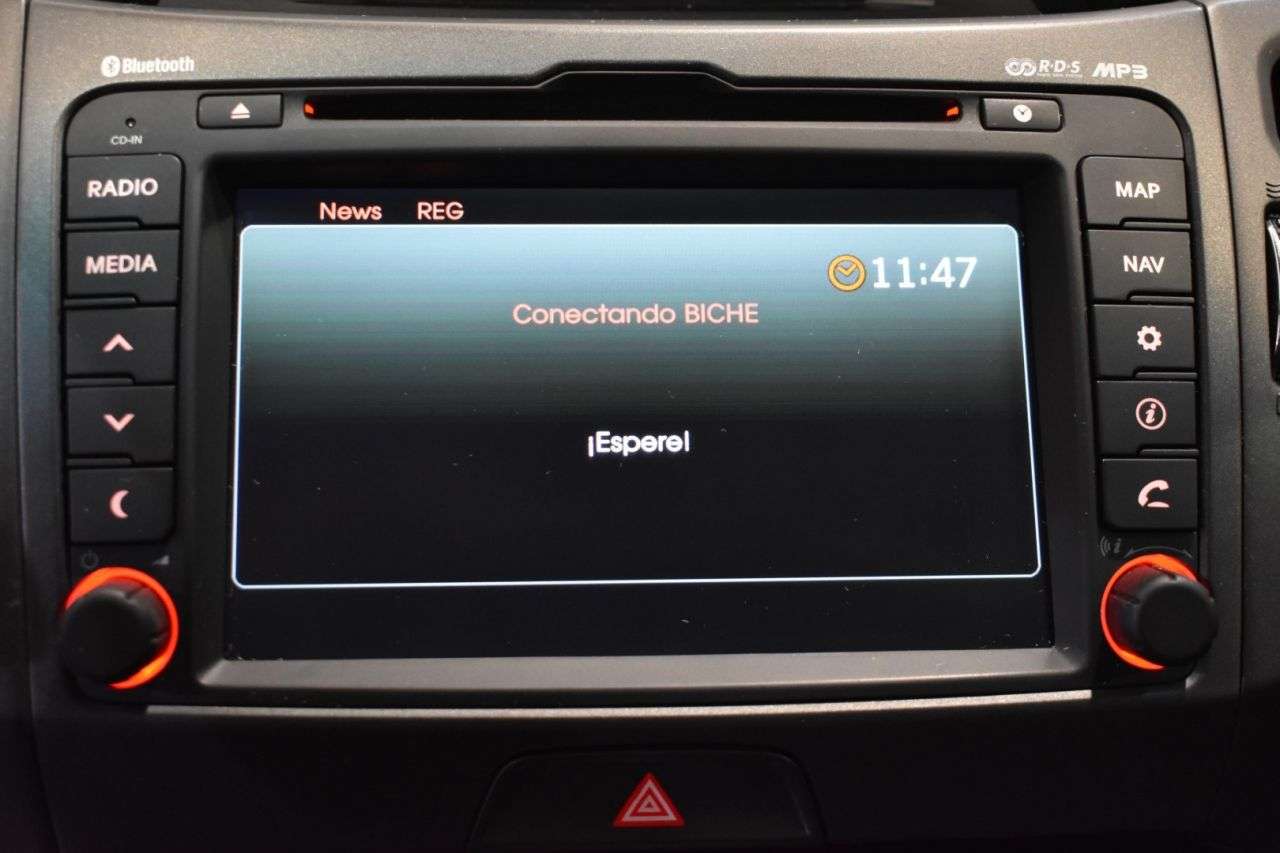 Bluetooth
R·D·S MP3
CD-IN
RADIO
MEDIA
MAP
NAV
News REG
11:47
Conectando BICHE
¡Espere!